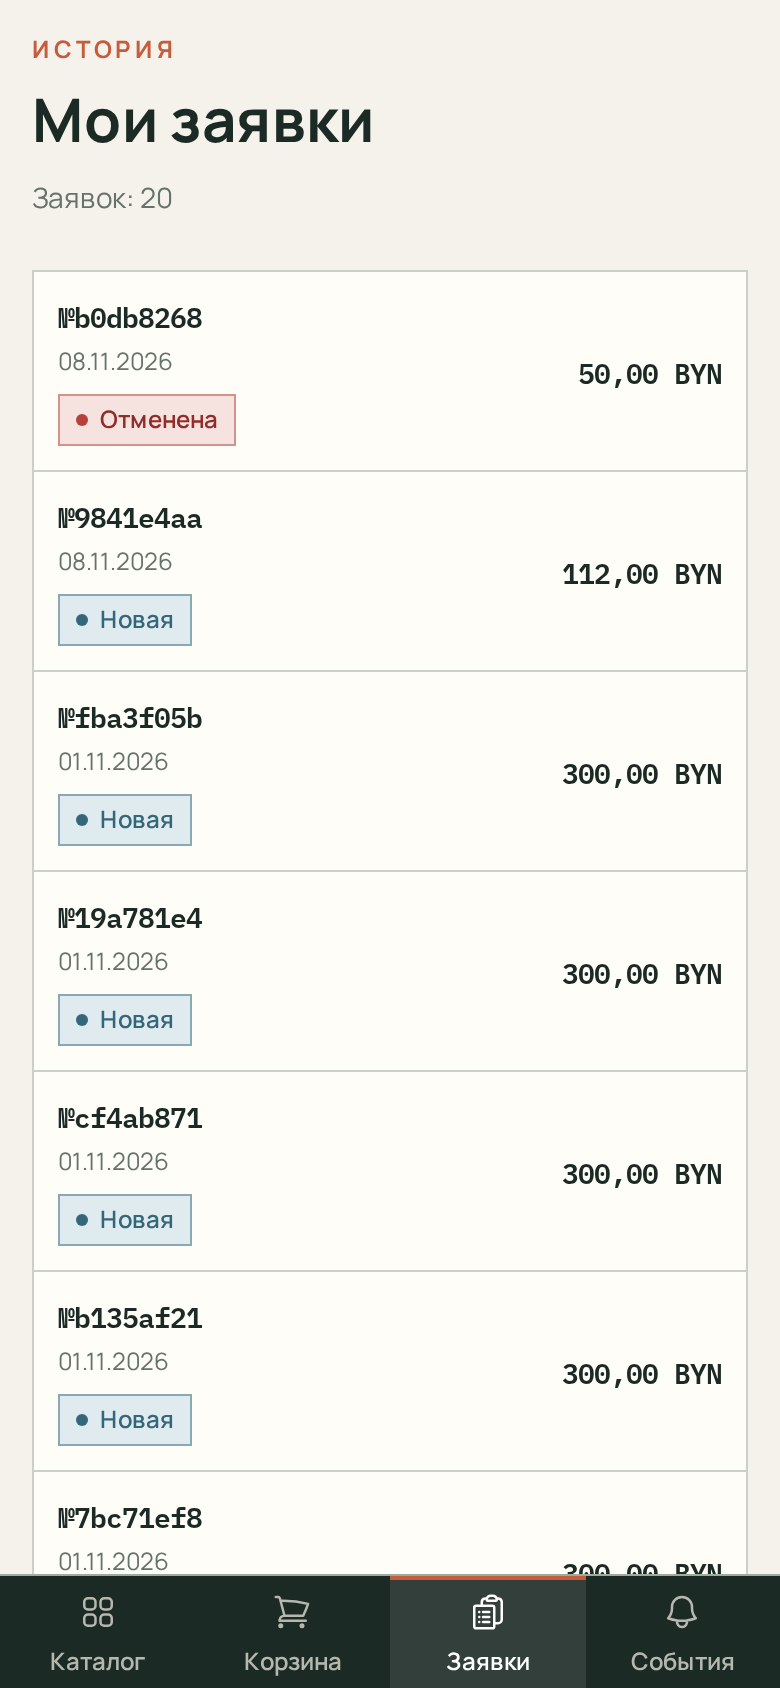 ИСТОРИЯ
Мои заявки
Заявок: 20
№b0db8268
08.11.2026
50,00 BYN
Отменена
№9841e4aa
08.11.2026
112,00 BYN
Новая
№fba3f05b
01.11.2026
300,00 BYN
Новая
№19a781e4
01.11.2026
300,00 BYN
Новая
№cf4ab871
01.11.2026
300,00 BYN
Новая
№b135af21
01.11.2026
300,00 BYN
Новая
№7bc71ef8
01.11.2026
300,00 BYN
Каталог
Корзина
Заявки
События